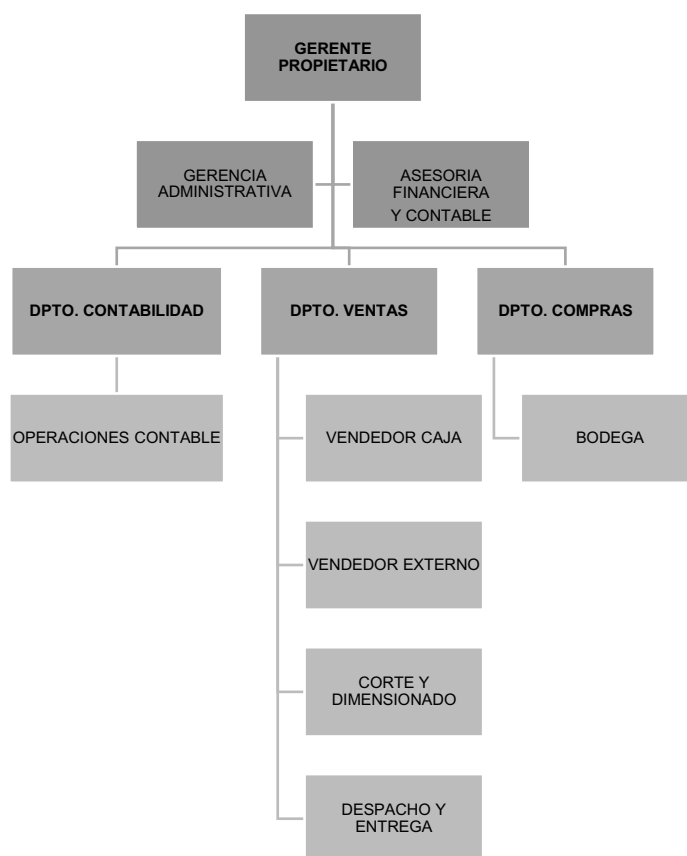 GERENTE
PROPIETARIO
GERENCIA
ADMINISTRATIVA
ASESORIA
FINANCIERA
Y CONTABLE
DPTO. CONTABILIDAD
DPTO. VENTAS
DPTO. COMPRAS
OPERACIONES CONTABLE
VENDEDOR CAJA
BODEGA
VENDEDOR EXTERNO
CORTE Y
DIMENSIONADO
DESPACHO Y
ENTREGA